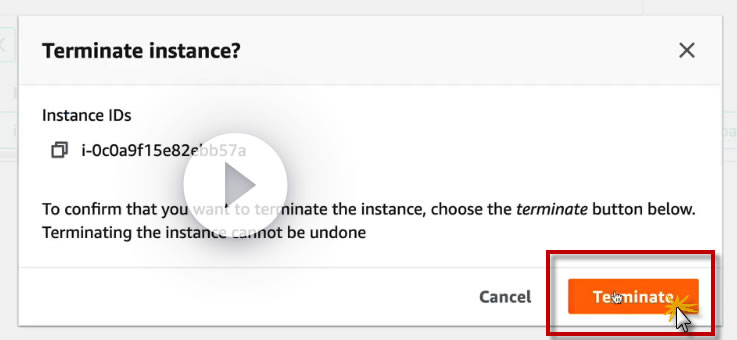 Terminate instance?
Instance IDs
i-0c0a9f15e82ebb57a
To confirm that you want to terminate the instance, choose the terminate button below.
Terminating the instance cannot be undone
Cancel
Terminate